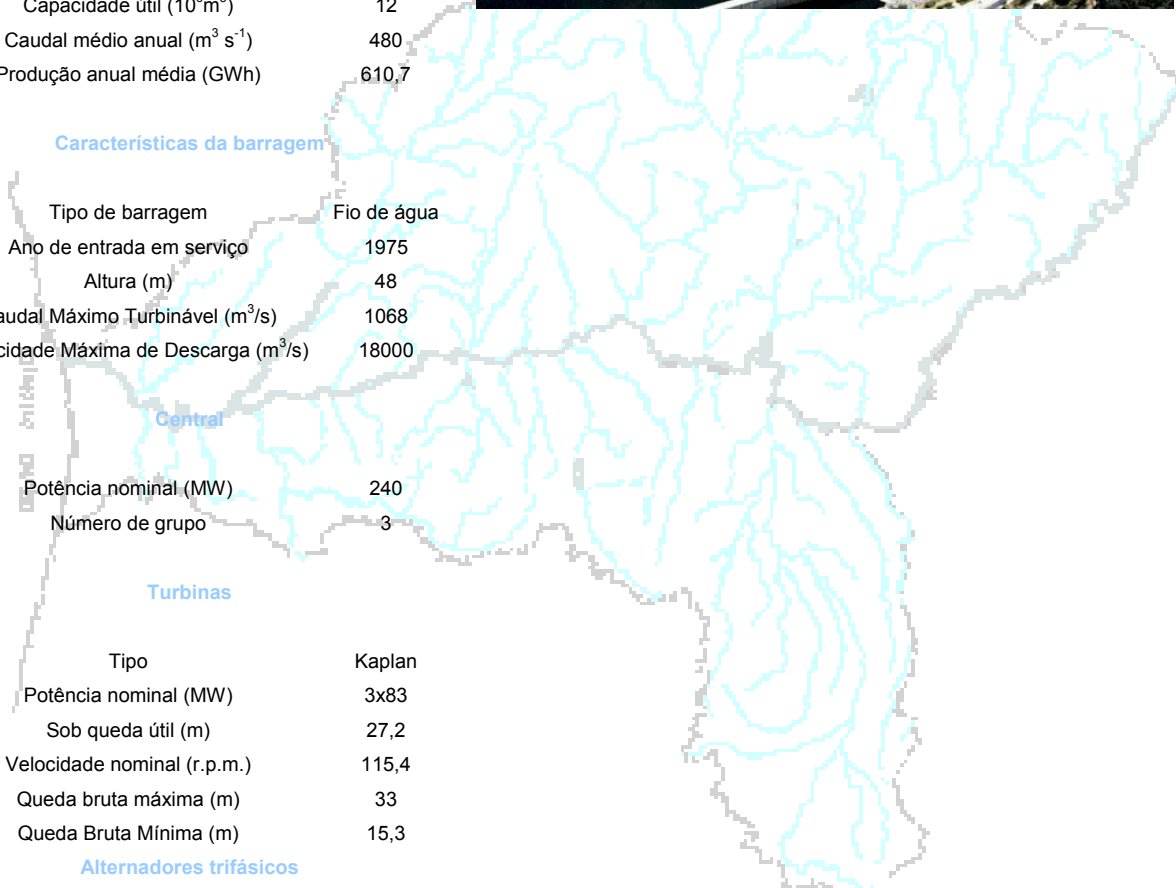 Capacidade útil (10⁶m³) 12
Caudal médio anual (m³ s⁻¹) 480
Produção anual média (GWh) 610,7
Características da barragem
Tipo de barragem Fio de água
Ano de entrada em serviço 1975
Altura (m) 48
audal Máximo Turbinável (m³/s) 1068
cidade Máxima de Descarga (m³/s) 18000
Central
Potência nominal (MW) 240
Número de grupo 3
Turbinas
Tipo Kaplan
Potência nominal (MW) 3x83
Sob queda útil (m) 27,2
Velocidade nominal (r.p.m.) 115,4
Queda bruta máxima (m) 33
Queda Bruta Mínima (m) 15,3
Alternadores trifásicos